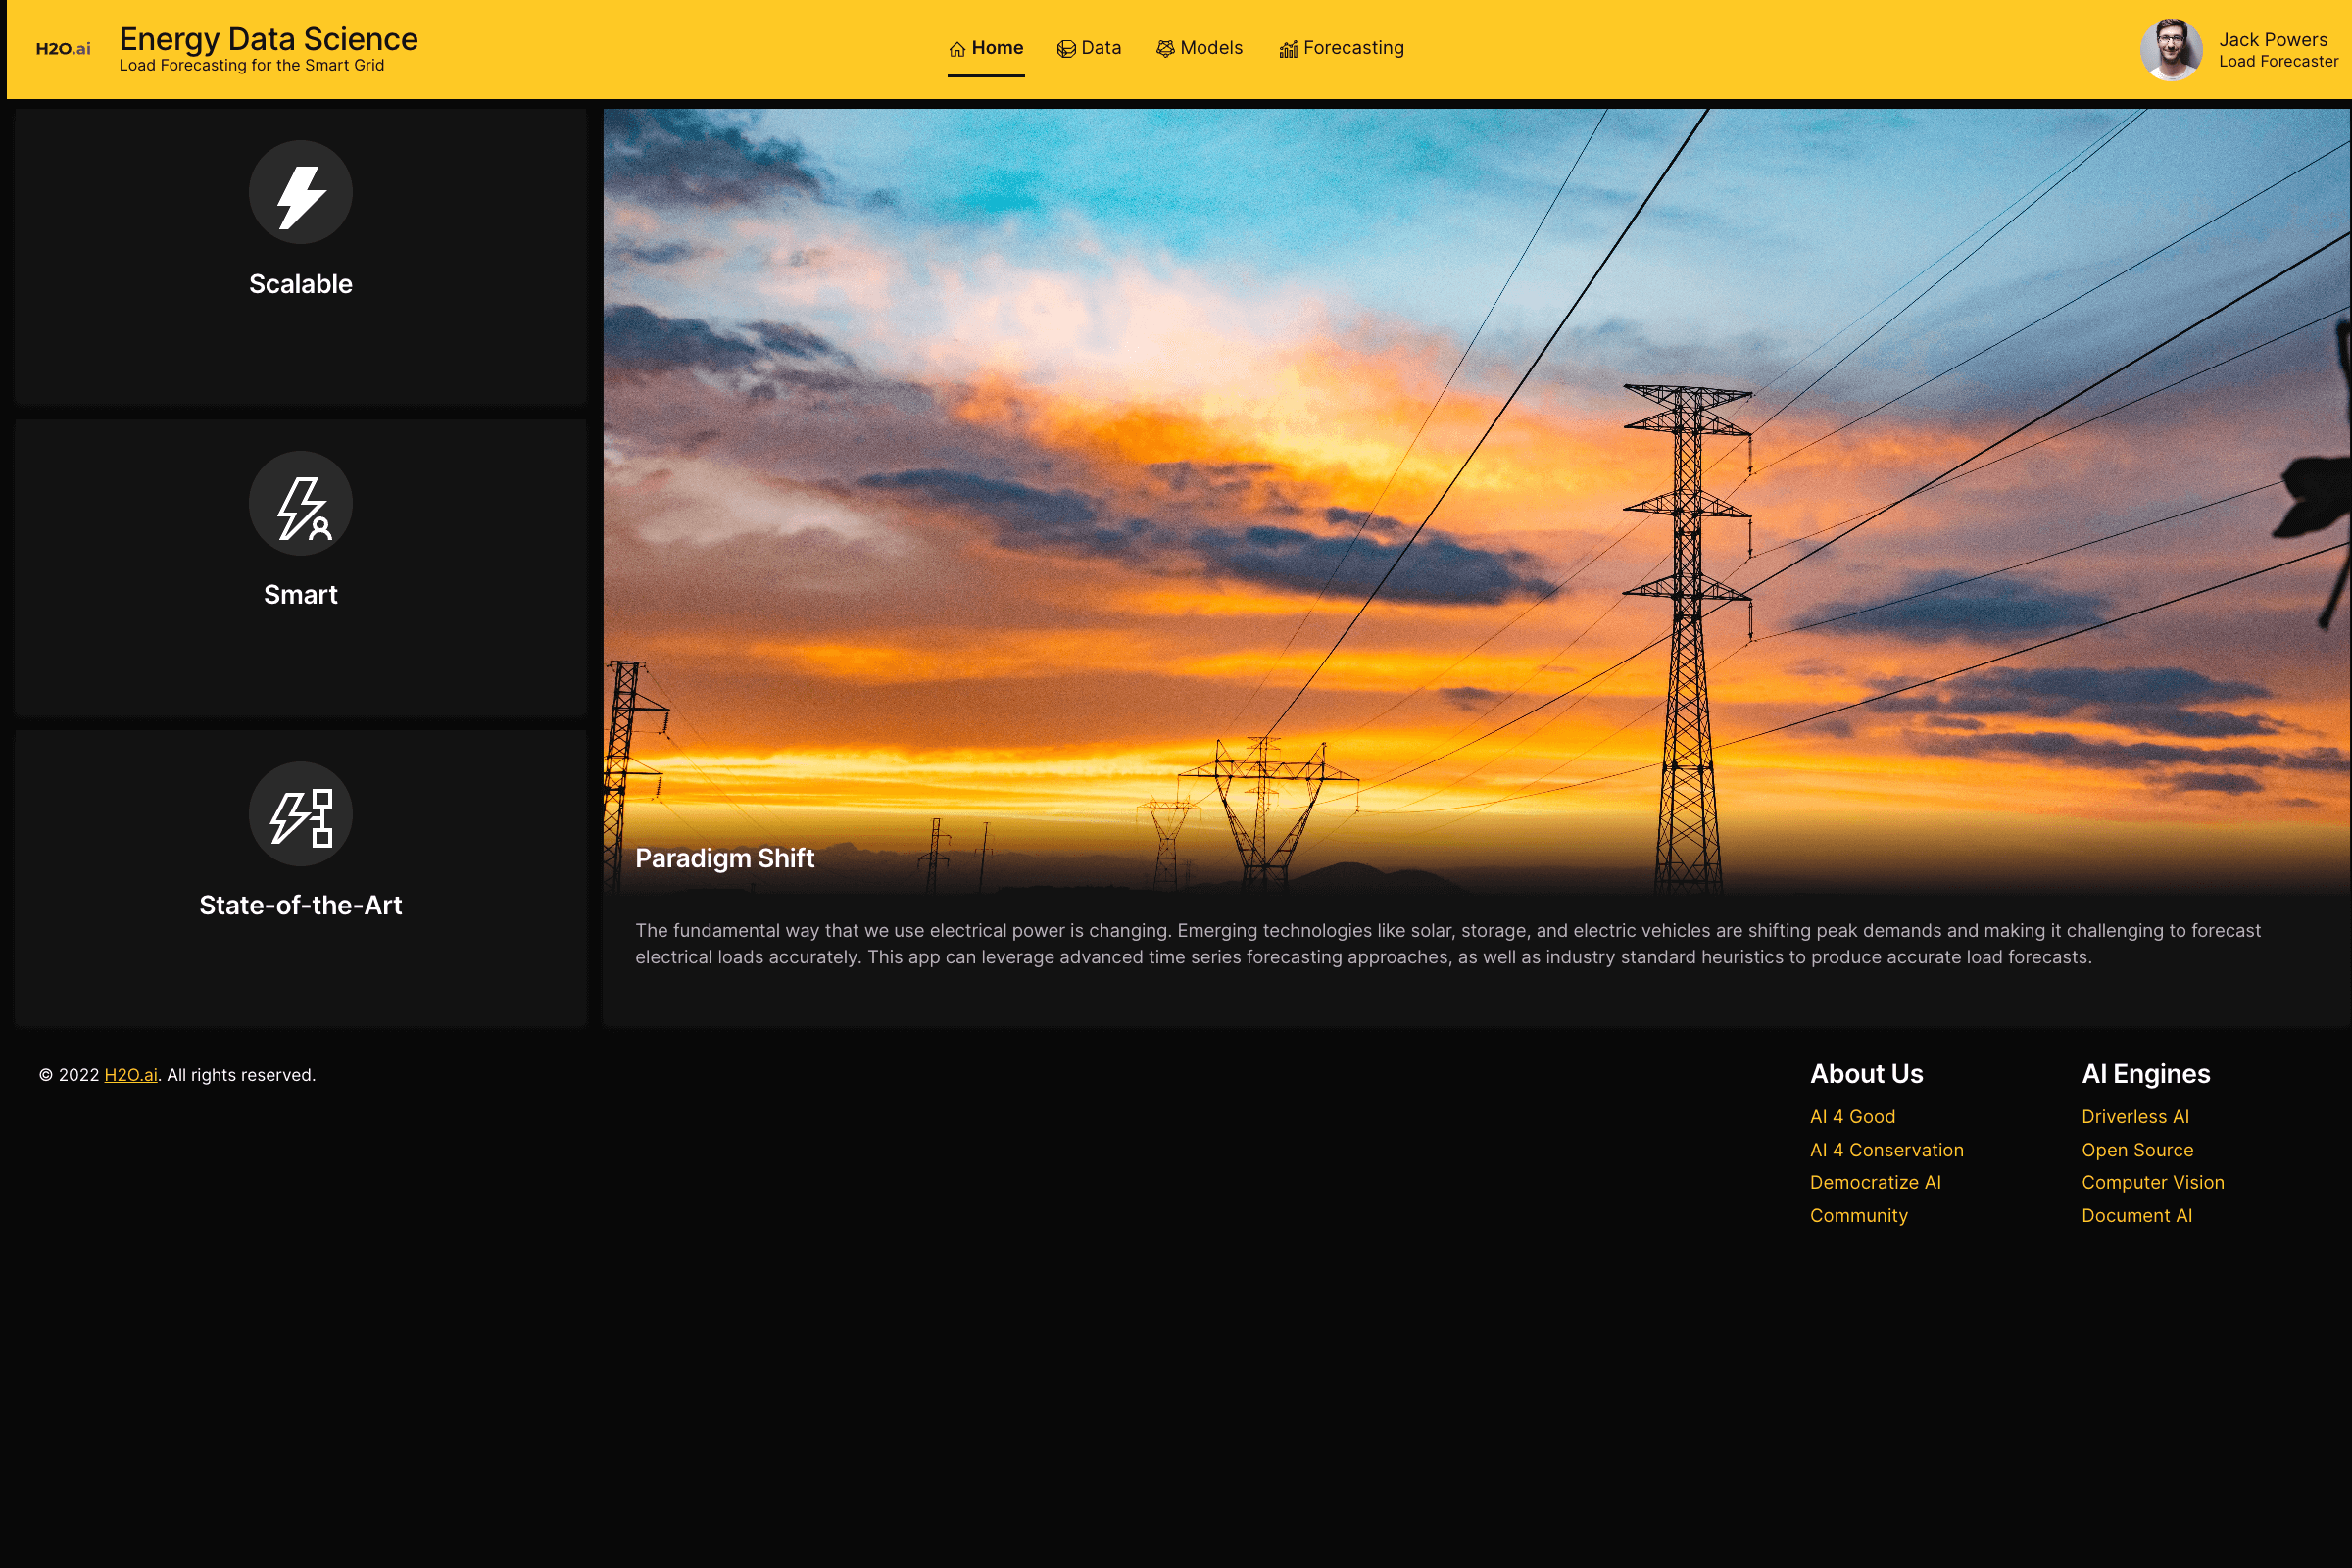 H2O.ai
Energy Data Science
Load Forecasting for the Smart Grid
Home
Data
Models
Forecasting
Jack Powers
Load Forecaster
Scalable
Smart
State-of-the-Art
Paradigm Shift
The fundamental way that we use electrical power is changing. Emerging technologies like solar, storage, and electric vehicles are shifting peak demands and making it challenging to forecast
electrical loads accurately. This app can leverage advanced time series forecasting approaches, as well as industry standard heuristics to produce accurate load forecasts.
© 2022 H2O.ai. All rights reserved.
About Us
AI 4 Good
AI 4 Conservation
Democratize AI
Community
AI Engines
Driverless AI
Open Source
Computer Vision
Document AI